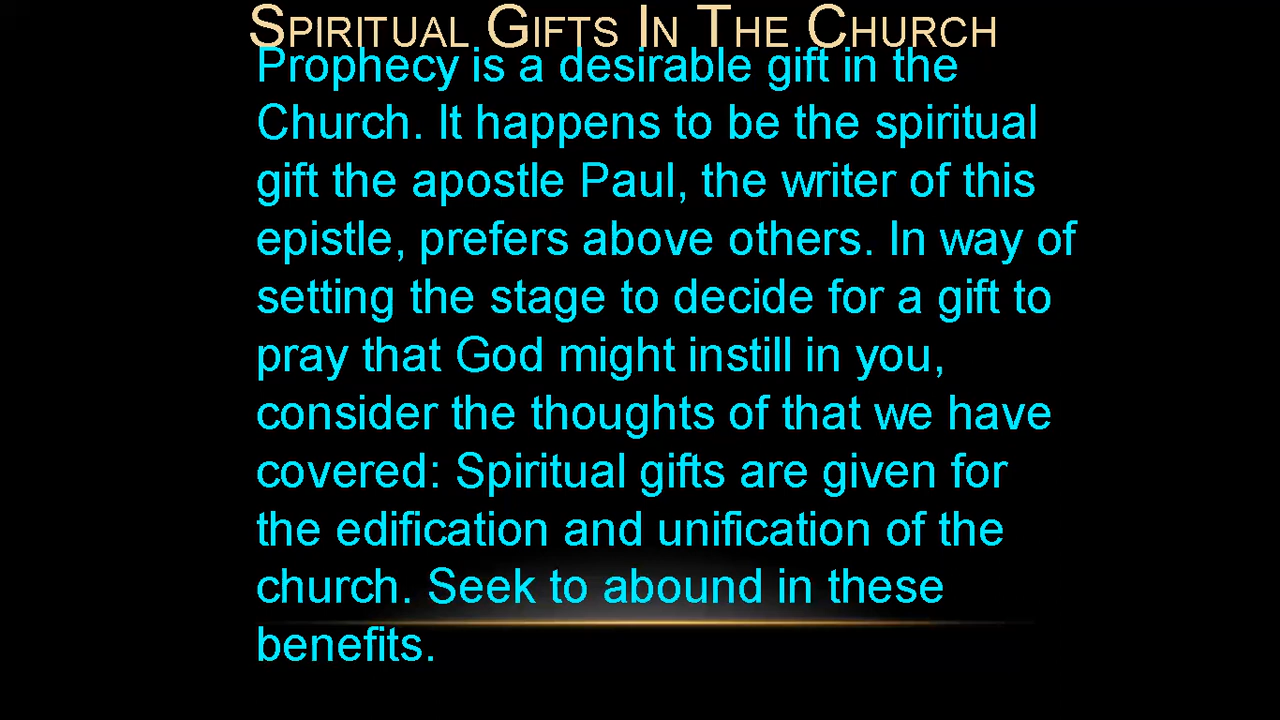 Spiritual Gifts In The Church
Prophecy is a desirable gift in the
Church. It happens to be the spiritual
gift the apostle Paul, the writer of this
epistle, prefers above others. In way of
setting the stage to decide for a gift to
pray that God might instill in you,
consider the thoughts of that we have
covered: Spiritual gifts are given for
the edification and unification of the
church. Seek to abound in these
benefits.